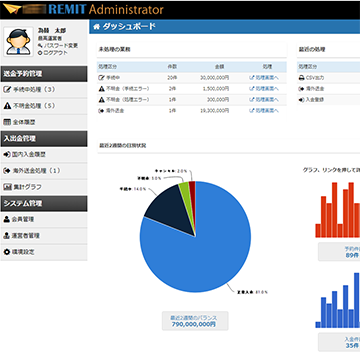 REMIT Administrator
為替 太郎
最高運営者
パスワード変更
ログアウト
ダッシュボード
送金予約管理
手続中処理(3)
不明金処理(5)
全体履歴
入出金管理
国内入金履歴
海外送金処理(1)
集計グラフ
システム管理
会員管理
運営者管理
環境設定
未処理の業務
処理区分 件数 金額 処理
手続中 20件 30,000,000円 処理画面へ
不明金(手続エラー) 2件 1,500,000円 処理画面へ
不明金(処理エラー) 1件 300,000円 処理画面へ
海外送金 1件 19,300,000円 処理画面へ
最近の処理
処理区分
CSV出力
海外送金
入金登録
最近2週間の日別状況
キャンセル: 2.0%
不明金: 3.0%
手続中: 14.0%
正常入金: 81.0%
最近2週間のバランス
790,000,000円
グラフ、リンクを押して詳
予約件
89件
入金件
35件